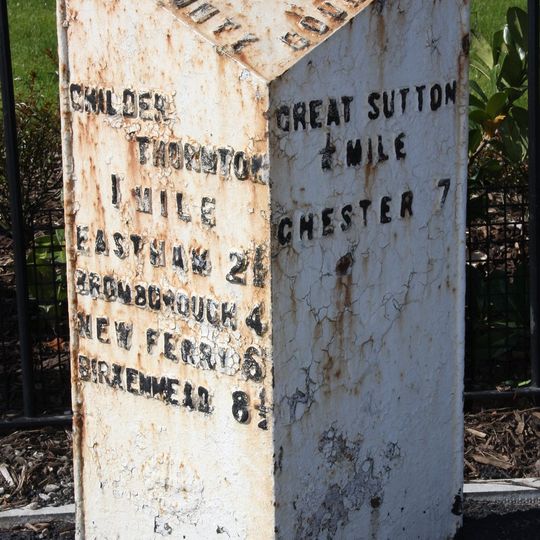 CHILDER
THORNTON
1 MILE
EASTHAM 2½
BROMBOROUGH 4
NEW FERRY 6
BIRKENHEAD 8½
GREAT SUTTON
½ MILE
CHESTER 7